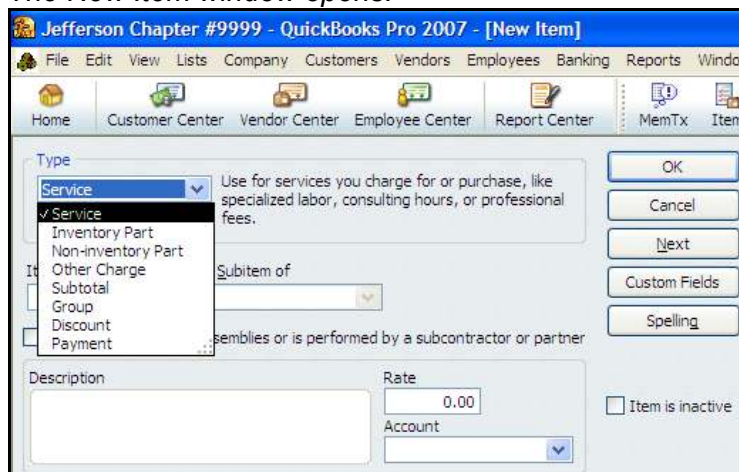 The New Item window opens.
Jefferson Chapter #9999 - QuickBooks Pro 2007 - [New Item]
File Edit View Lists Company Customers Vendors Employees Banking Reports Windo
Home Customer Center Vendor Center Employee Center Report Center MemTx Item
Type
Service
Use for services you charge for or purchase, like
specialized labor, consulting hours, or professional
fees.
✓ Service
Inventory Part
Non-inventory Part
Other Charge
Subtotal
Group
Discount
Payment
OK
Cancel
Next
Custom Fields
Spelling
It
Subitem of
semblies or is performed by a subcontractor or partner
Description
Rate
0.00
Account
Item is inactive